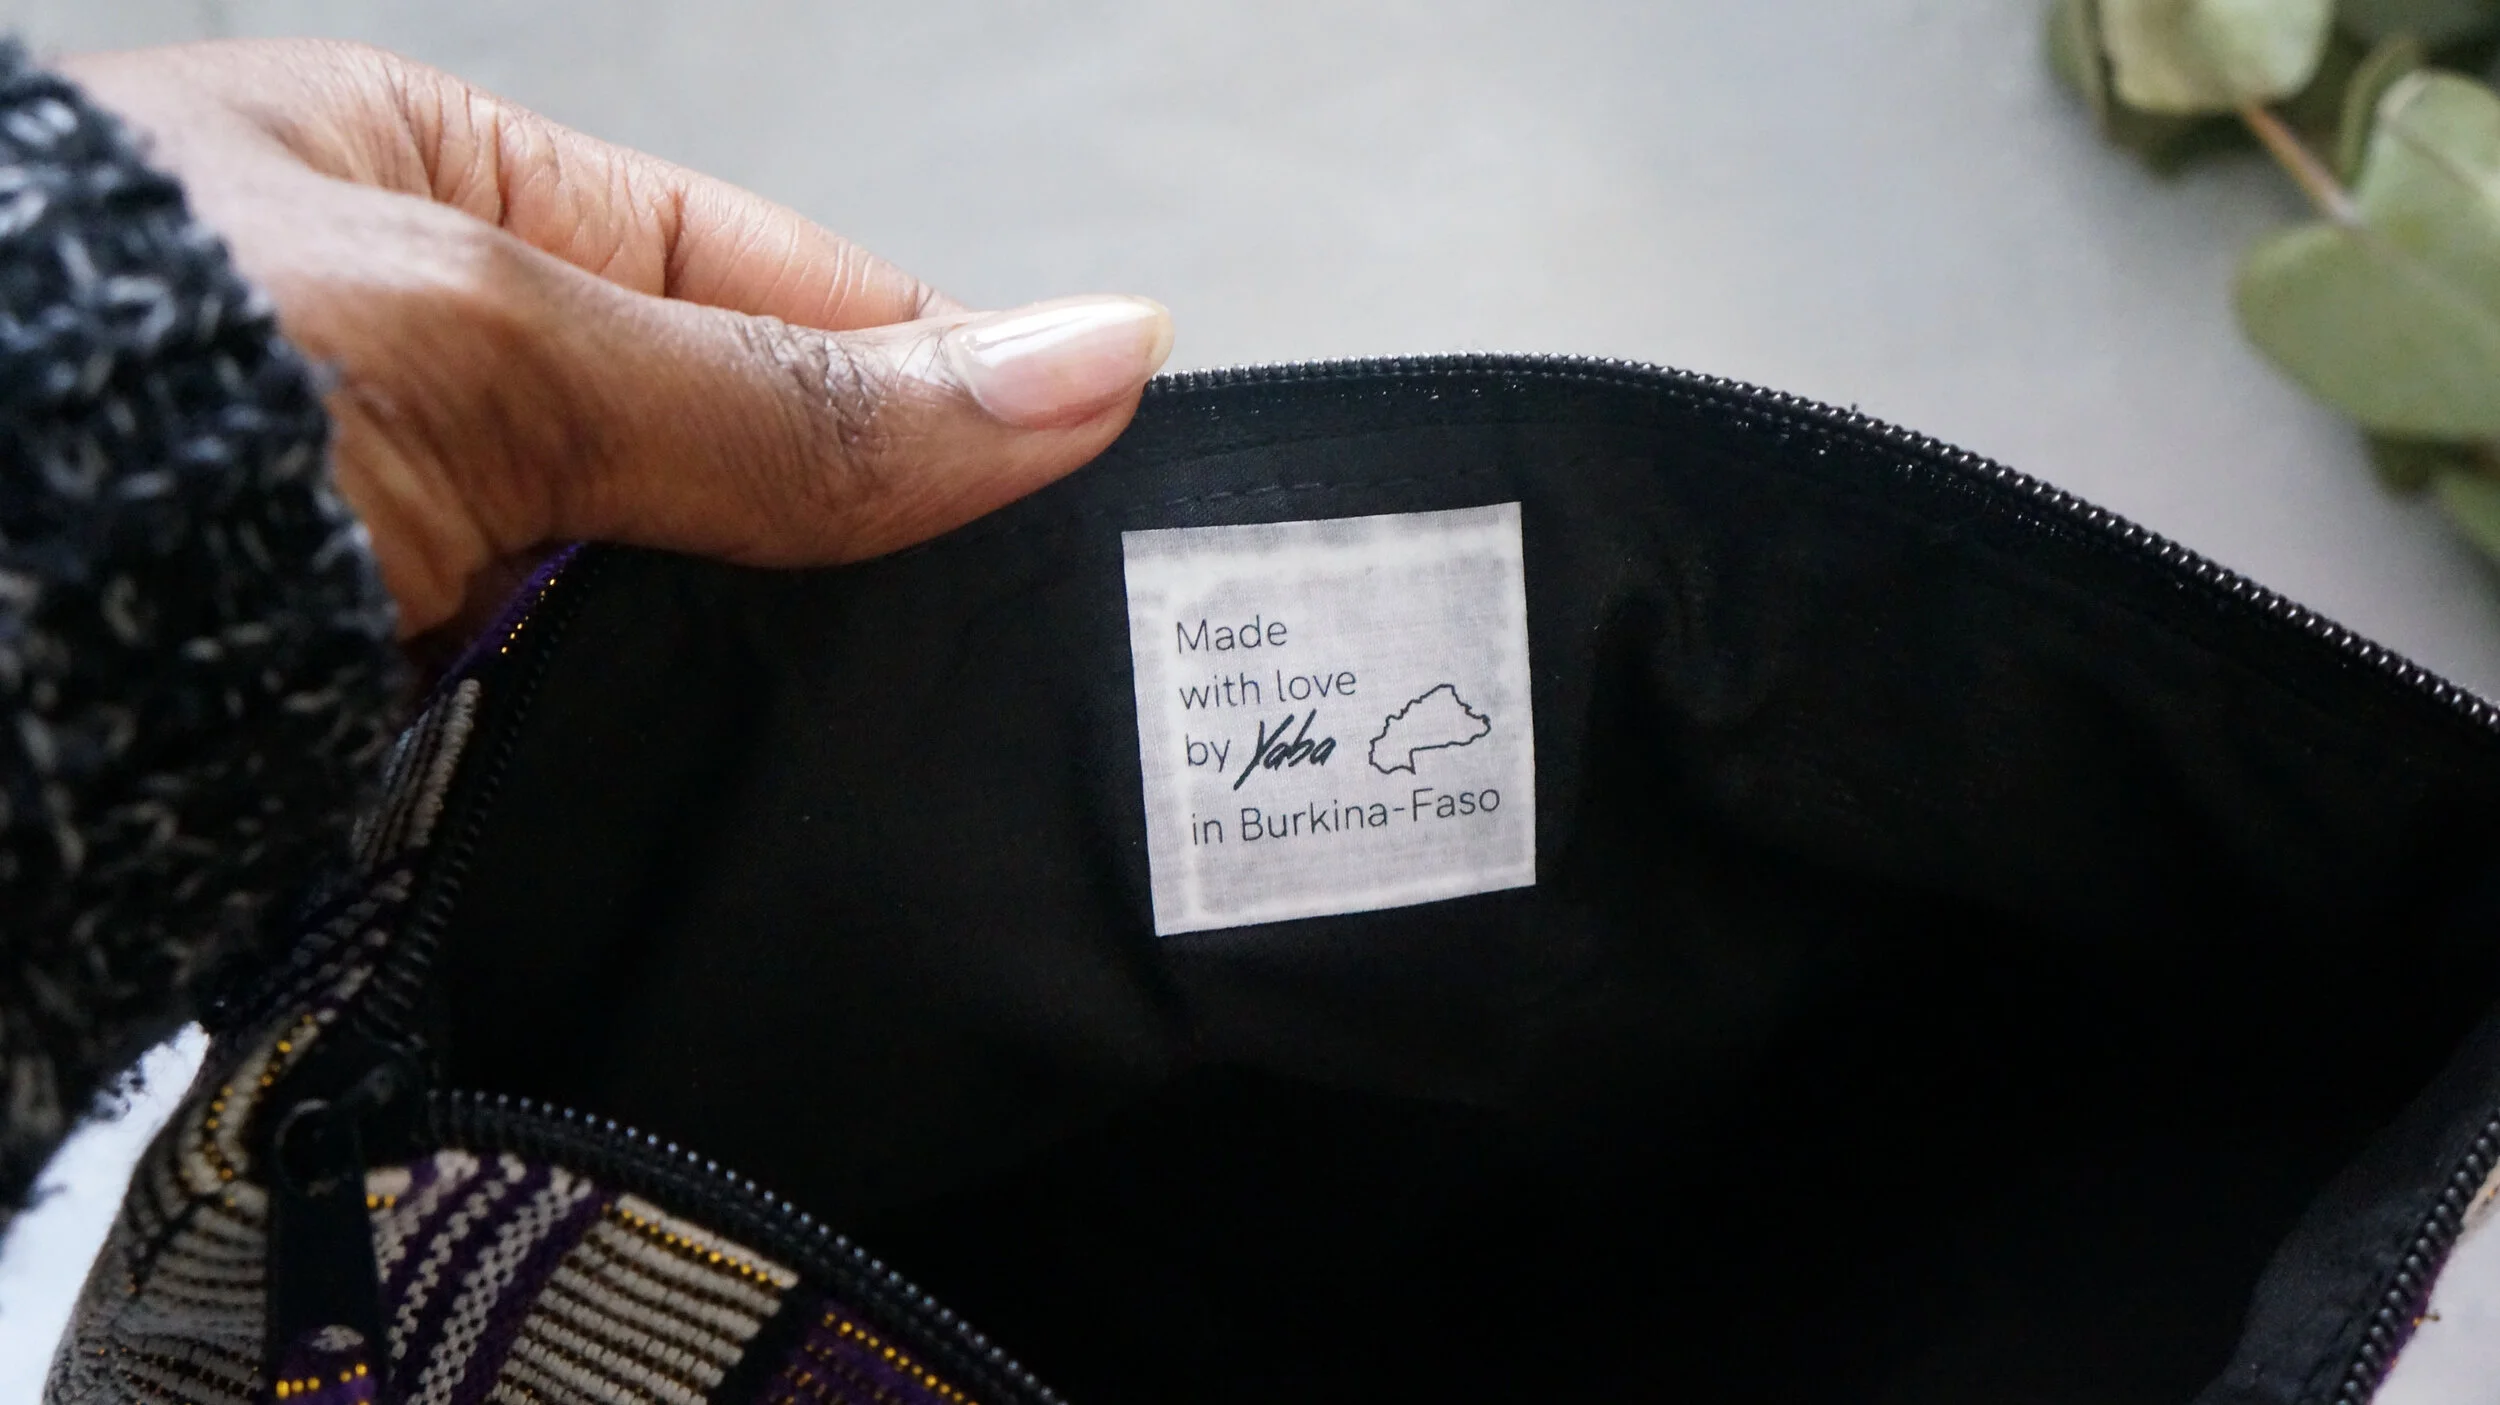 Made
with love
by Yaba
in Burkina-Faso